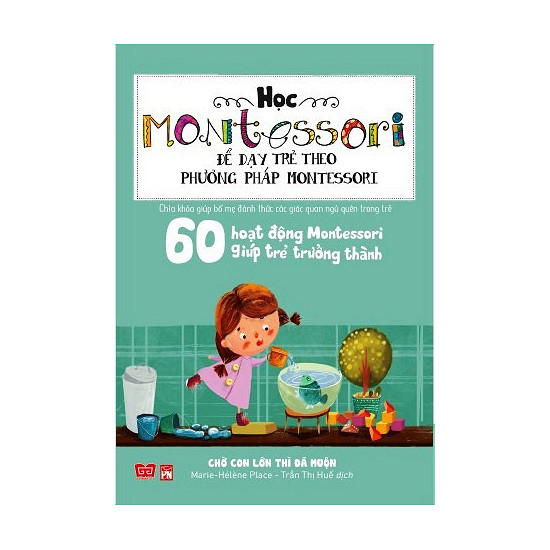 Học
Montessori
ĐỂ DẠY TRẺ THEO
PHƯƠNG PHÁP MONTESSORI
Chìa khóa giúp bố mẹ đánh thức các giác quan ngủ quên trong trẻ
60 hoạt động Montessori
giúp trẻ trưởng thành
CHỜ CON LỚN THÌ ĐÃ MUỘN
Marie-Hélène Place – Trần Thị Huế dịch
PN